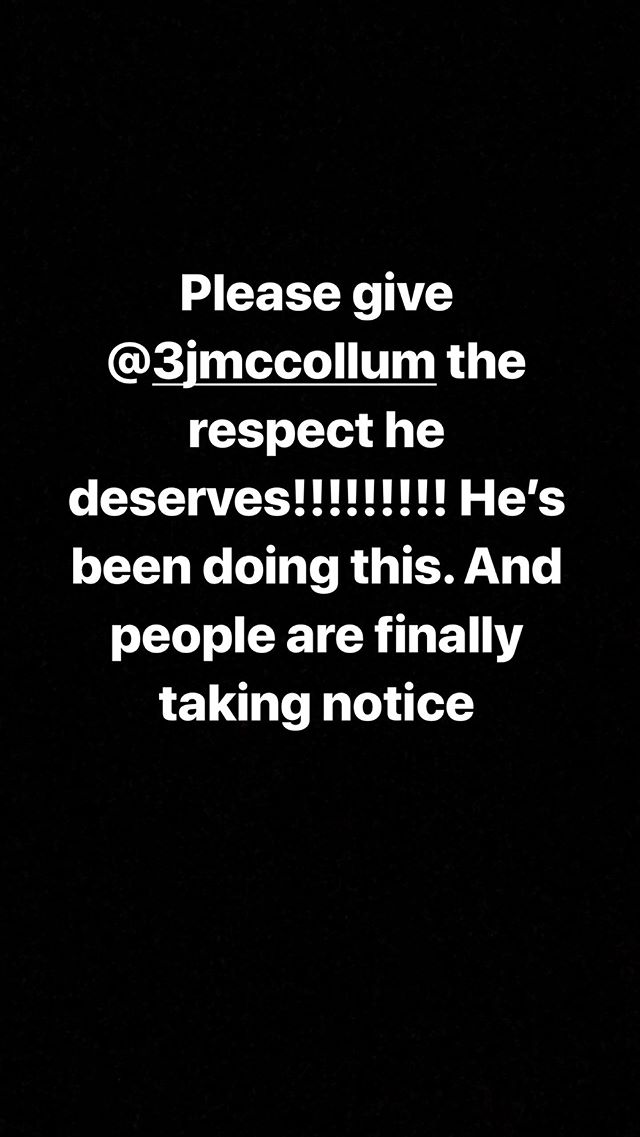 Please give
@3jmccollum the
respect he
deserves!!!!!!!!! He’s
been doing this. And
people are finally
taking notice